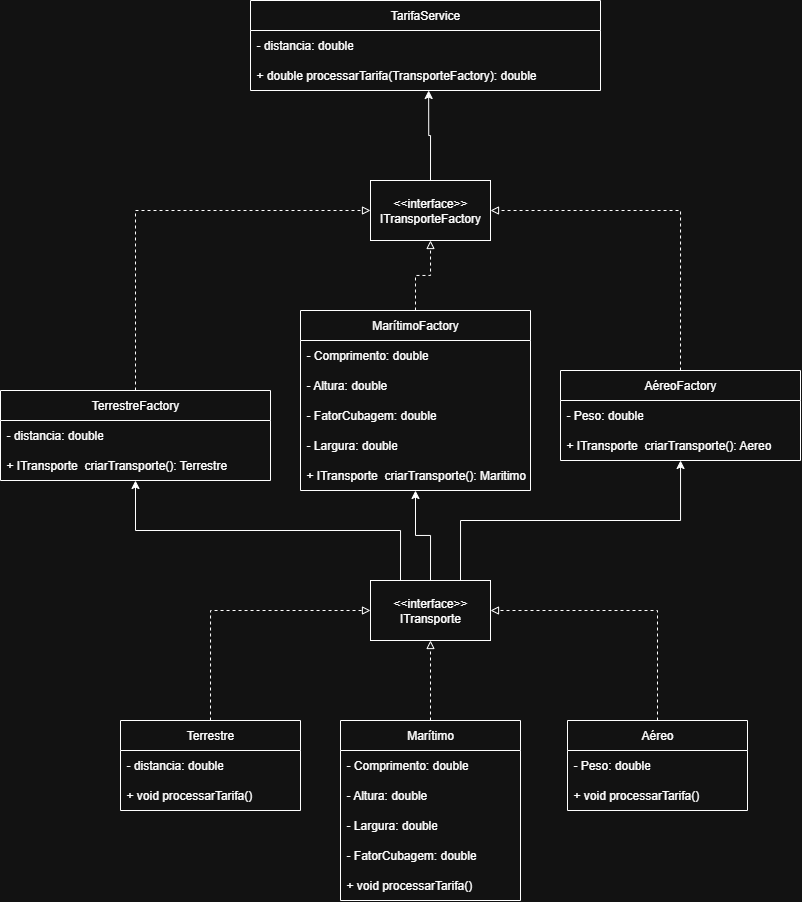 TarifaService
- distancia: double
+ double processarTarifa(TransporteFactory): double
<<interface>>
ITransporteFactory
MarítimoFactory
- Comprimento: double
- Altura: double
- FatorCubagem: double
- Largura: double
+ ITransporte  criarTransporte(): Maritimo
TerrestreFactory
- distancia: double
+ ITransporte  criarTransporte(): Terrestre
AéreoFactory
- Peso: double
+ ITransporte  criarTransporte(): Aereo
<<interface>>
ITransporte
Terrestre
- distancia: double
+ void processarTarifa()
Marítimo
- Comprimento: double
- Altura: double
- Largura: double
- FatorCubagem: double
+ void processarTarifa()
Aéreo
- Peso: double
+ void processarTarifa()